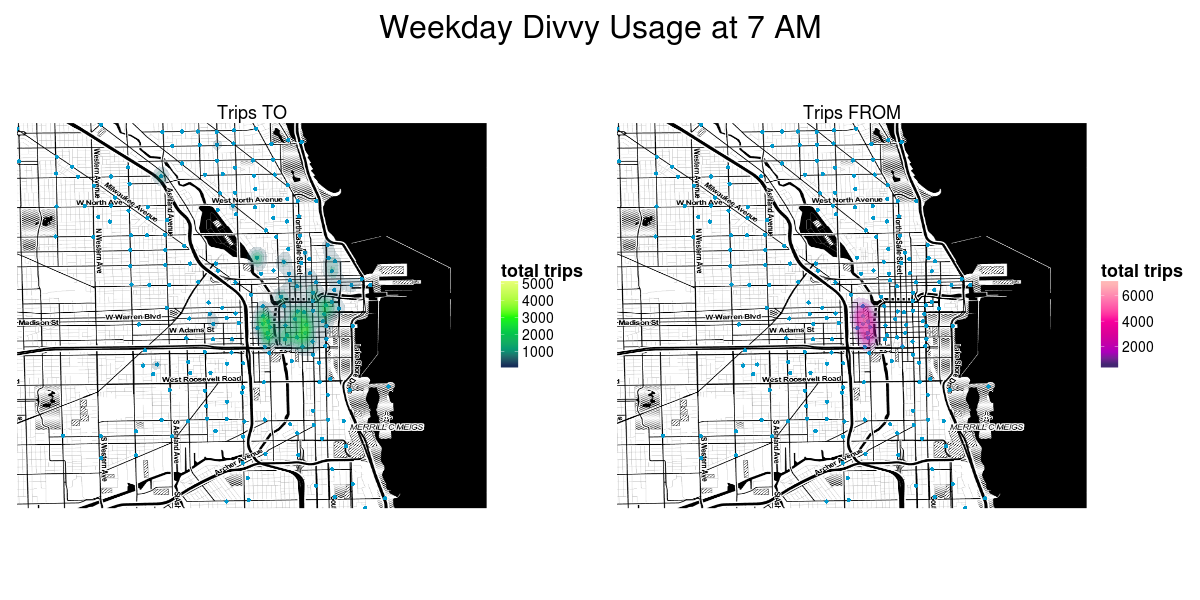 Weekday Divvy Usage at 7 AM
Trips TO
Western Avenue
Milwaukee Avenue
W North Ave
Ashland Avenue
West North Avenue
N Western Ave
North LaSalle Street
W Warren Blvd
Madison St
W Adams St
West Roosevelt Road
MERRILL C MEIGS
S Western Ave
S Ashland Ave
Archer Avenue
total trips
5000
4000
3000
2000
1000
Trips FROM
Western Avenue
Milwaukee Avenue
W North Ave
Ashland Avenue
West North Avenue
N Western Ave
North LaSalle Street
W Warren Blvd
Madison St
W Adams St
West Roosevelt Road
MERRILL C MEIGS
S Western Ave
S Ashland Ave
Archer Avenue
total trips
6000
4000
2000